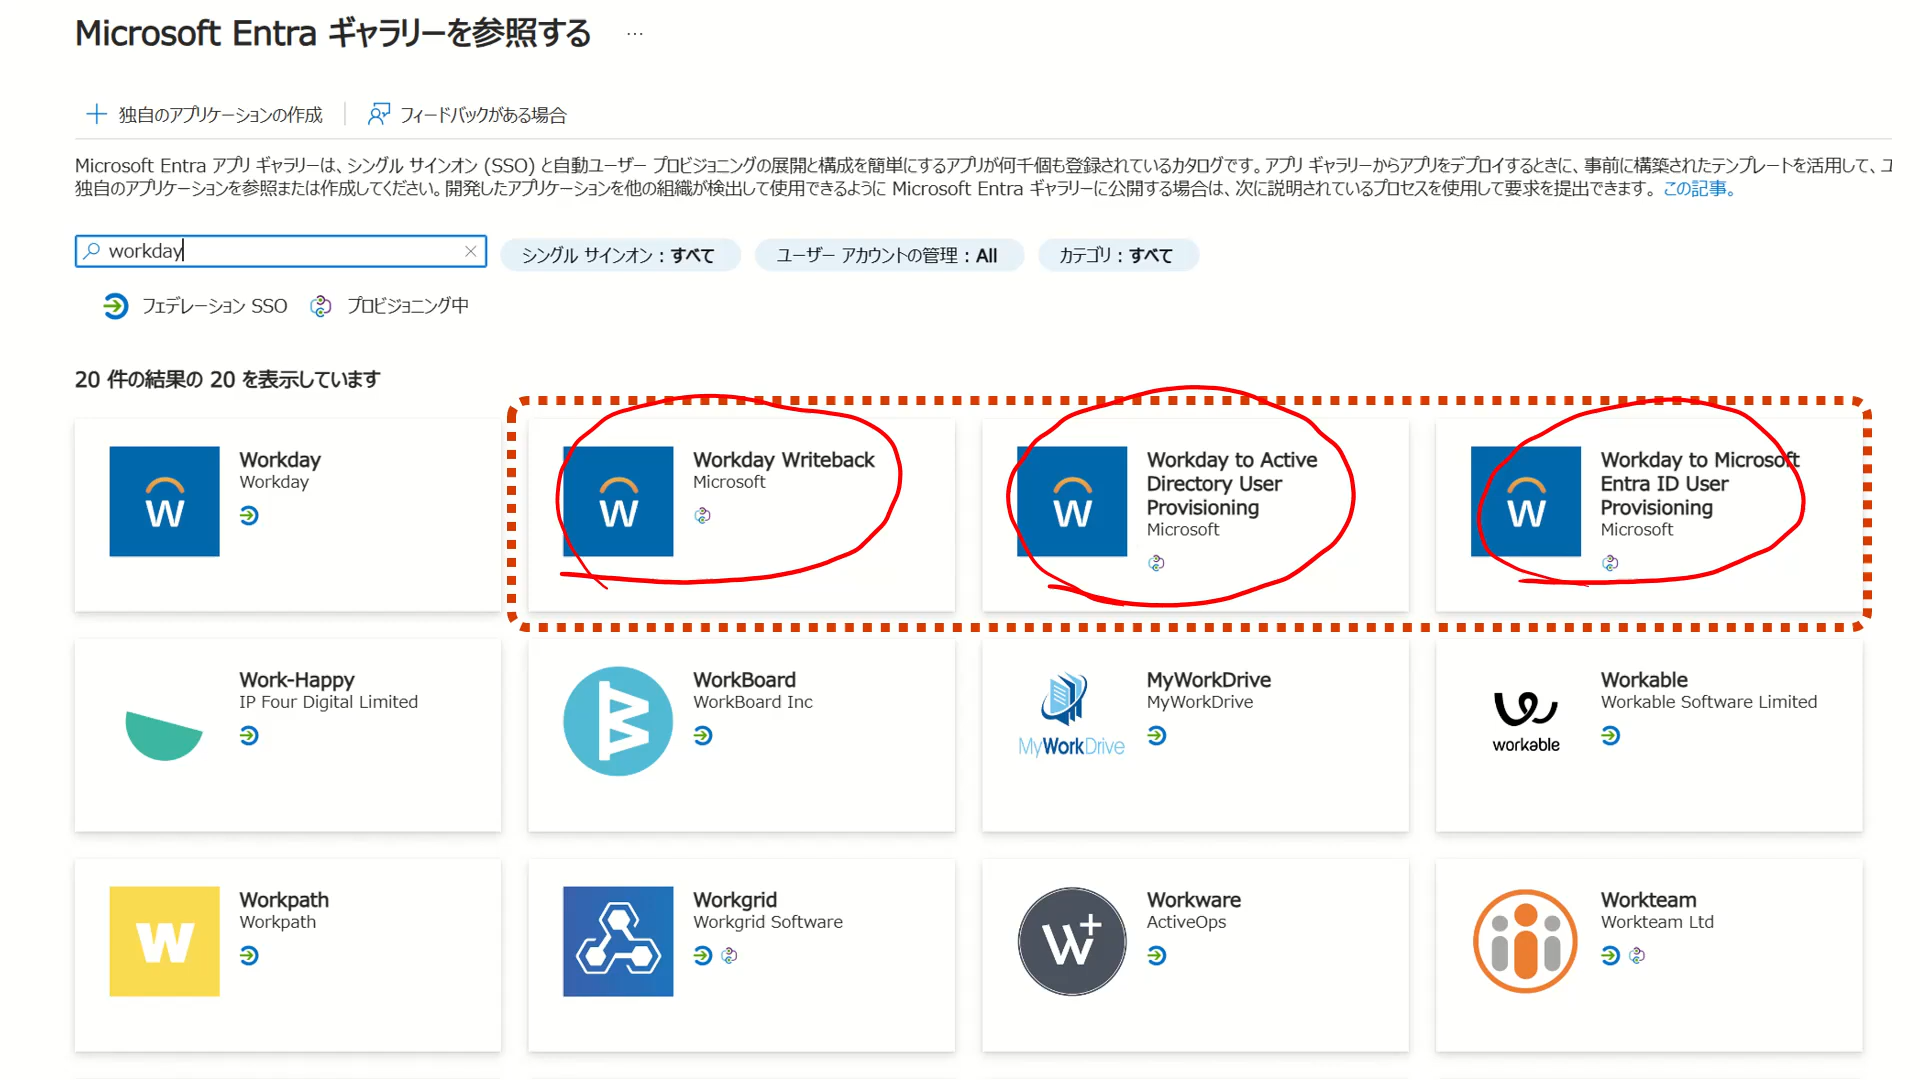 Microsoft Entra ギャラリーを参照する ...
独自のアプリケーションの作成
フィードバックがある場合
Microsoft Entra アプリ ギャラリーは、シングル サインオン (SSO) と自動ユーザー プロビジョニングの展開と構成を簡単にするアプリが何千個も登録されているカタログです。アプリ ギャラリーからアプリをデプロイするときに、事前に構築されたテンプレートを活用して、ユ
独自のアプリケーションを参照または作成してください。開発したアプリケーションを他の組織が検出して使用できるように Microsoft Entra ギャラリーに公開する場合は、次に説明されているプロセスを使用して要求を提出できます。この記事。
workday
シングル サインオン : すべて
ユーザー アカウントの管理 : All
カテゴリ : すべて
フェデレーション SSO
プロビジョニング中
20 件の結果の 20 を表示しています
W
Workday
Workday
W
Workday Writeback
Microsoft
W
Workday to Active
Directory User
Provisioning
Microsoft
W
Workday to Microsoft
Entra ID User
Provisioning
Microsoft
Work-Happy
IP Four Digital Limited
WorkBoard
WorkBoard Inc
MyWorkDrive
MyWorkDrive
MyWorkDrive
workable
Workable
Workable Software Limited
W
Workpath
Workpath
Workgrid
Workgrid Software
W+
Workware
ActiveOps
Workteam
Workteam Ltd